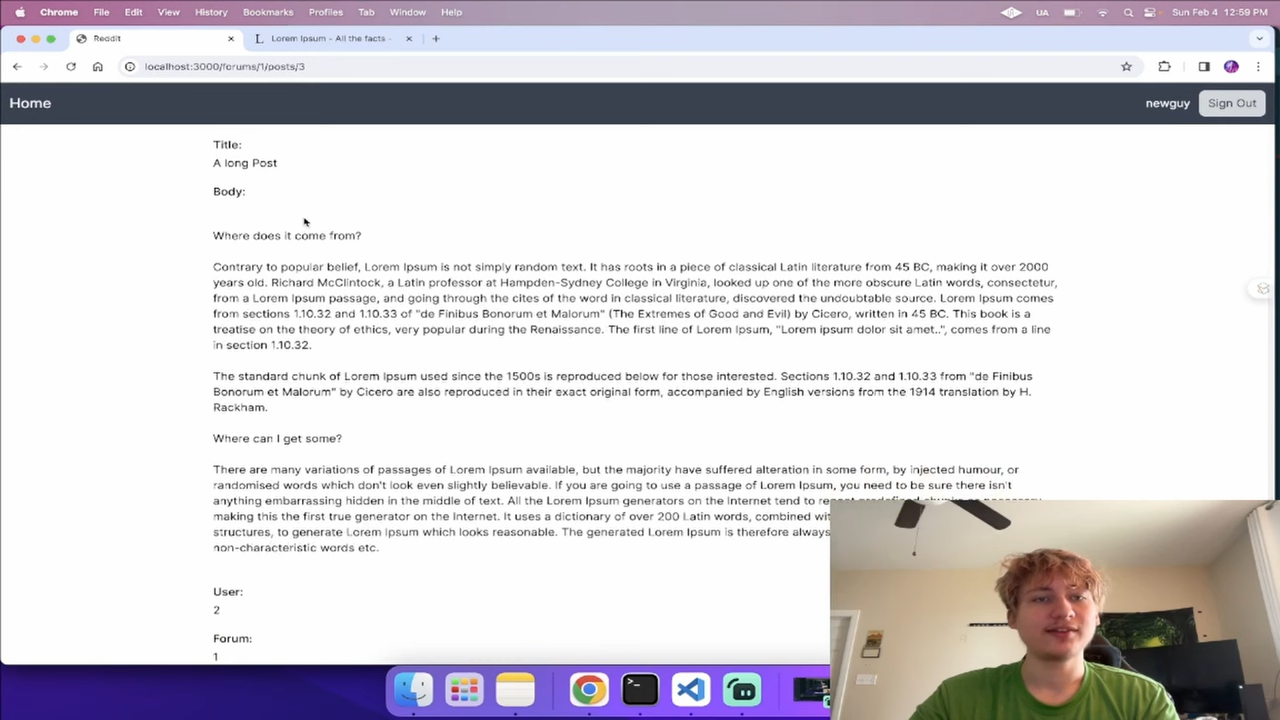 Chrome File Edit View History Bookmarks Profiles Tab Window Help UA Sun Feb 4 12:59 PM
Reddit Lorem Ipsum - All the facts -
localhost:3000/forums/1/posts/3
Home newguy Sign Out
Title:
A long Post
Body:
Where does it come from?
Contrary to popular belief, Lorem Ipsum is not simply random text. It has roots in a piece of classical Latin literature from 45 BC, making it over 2000
years old. Richard McClintock, a Latin professor at Hampden-Sydney College in Virginia, looked up one of the more obscure Latin words, consectetur,
from a Lorem Ipsum passage, and going through the cites of the word in classical literature, discovered the undoubtable source. Lorem Ipsum comes
from sections 1.10.32 and 1.10.33 of "de Finibus Bonorum et Malorum" (The Extremes of Good and Evil) by Cicero, written in 45 BC. This book is a
treatise on the theory of ethics, very popular during the Renaissance. The first line of Lorem Ipsum, "Lorem ipsum dolor sit amet..", comes from a line
in section 1.10.32.
The standard chunk of Lorem Ipsum used since the 1500s is reproduced below for those interested. Sections 1.10.32 and 1.10.33 from "de Finibus
Bonorum et Malorum" by Cicero are also reproduced in their exact original form, accompanied by English versions from the 1914 translation by H.
Rackham.
Where can I get some?
There are many variations of passages of Lorem Ipsum available, but the majority have suffered alteration in some form, by injected humour, or
randomised words which don't look even slightly believable. If you are going to use a passage of Lorem Ipsum, you need to be sure there isn't
anything embarrassing hidden in the middle of text. All the Lorem Ipsum generators on the Internet tend to
making this the first true generator on the Internet. It uses a dictionary of over 200 Latin words, combined
structures, to generate Lorem Ipsum which looks reasonable. The generated Lorem Ipsum is therefore always
non-characteristic words etc.
User:
2
Forum:
1